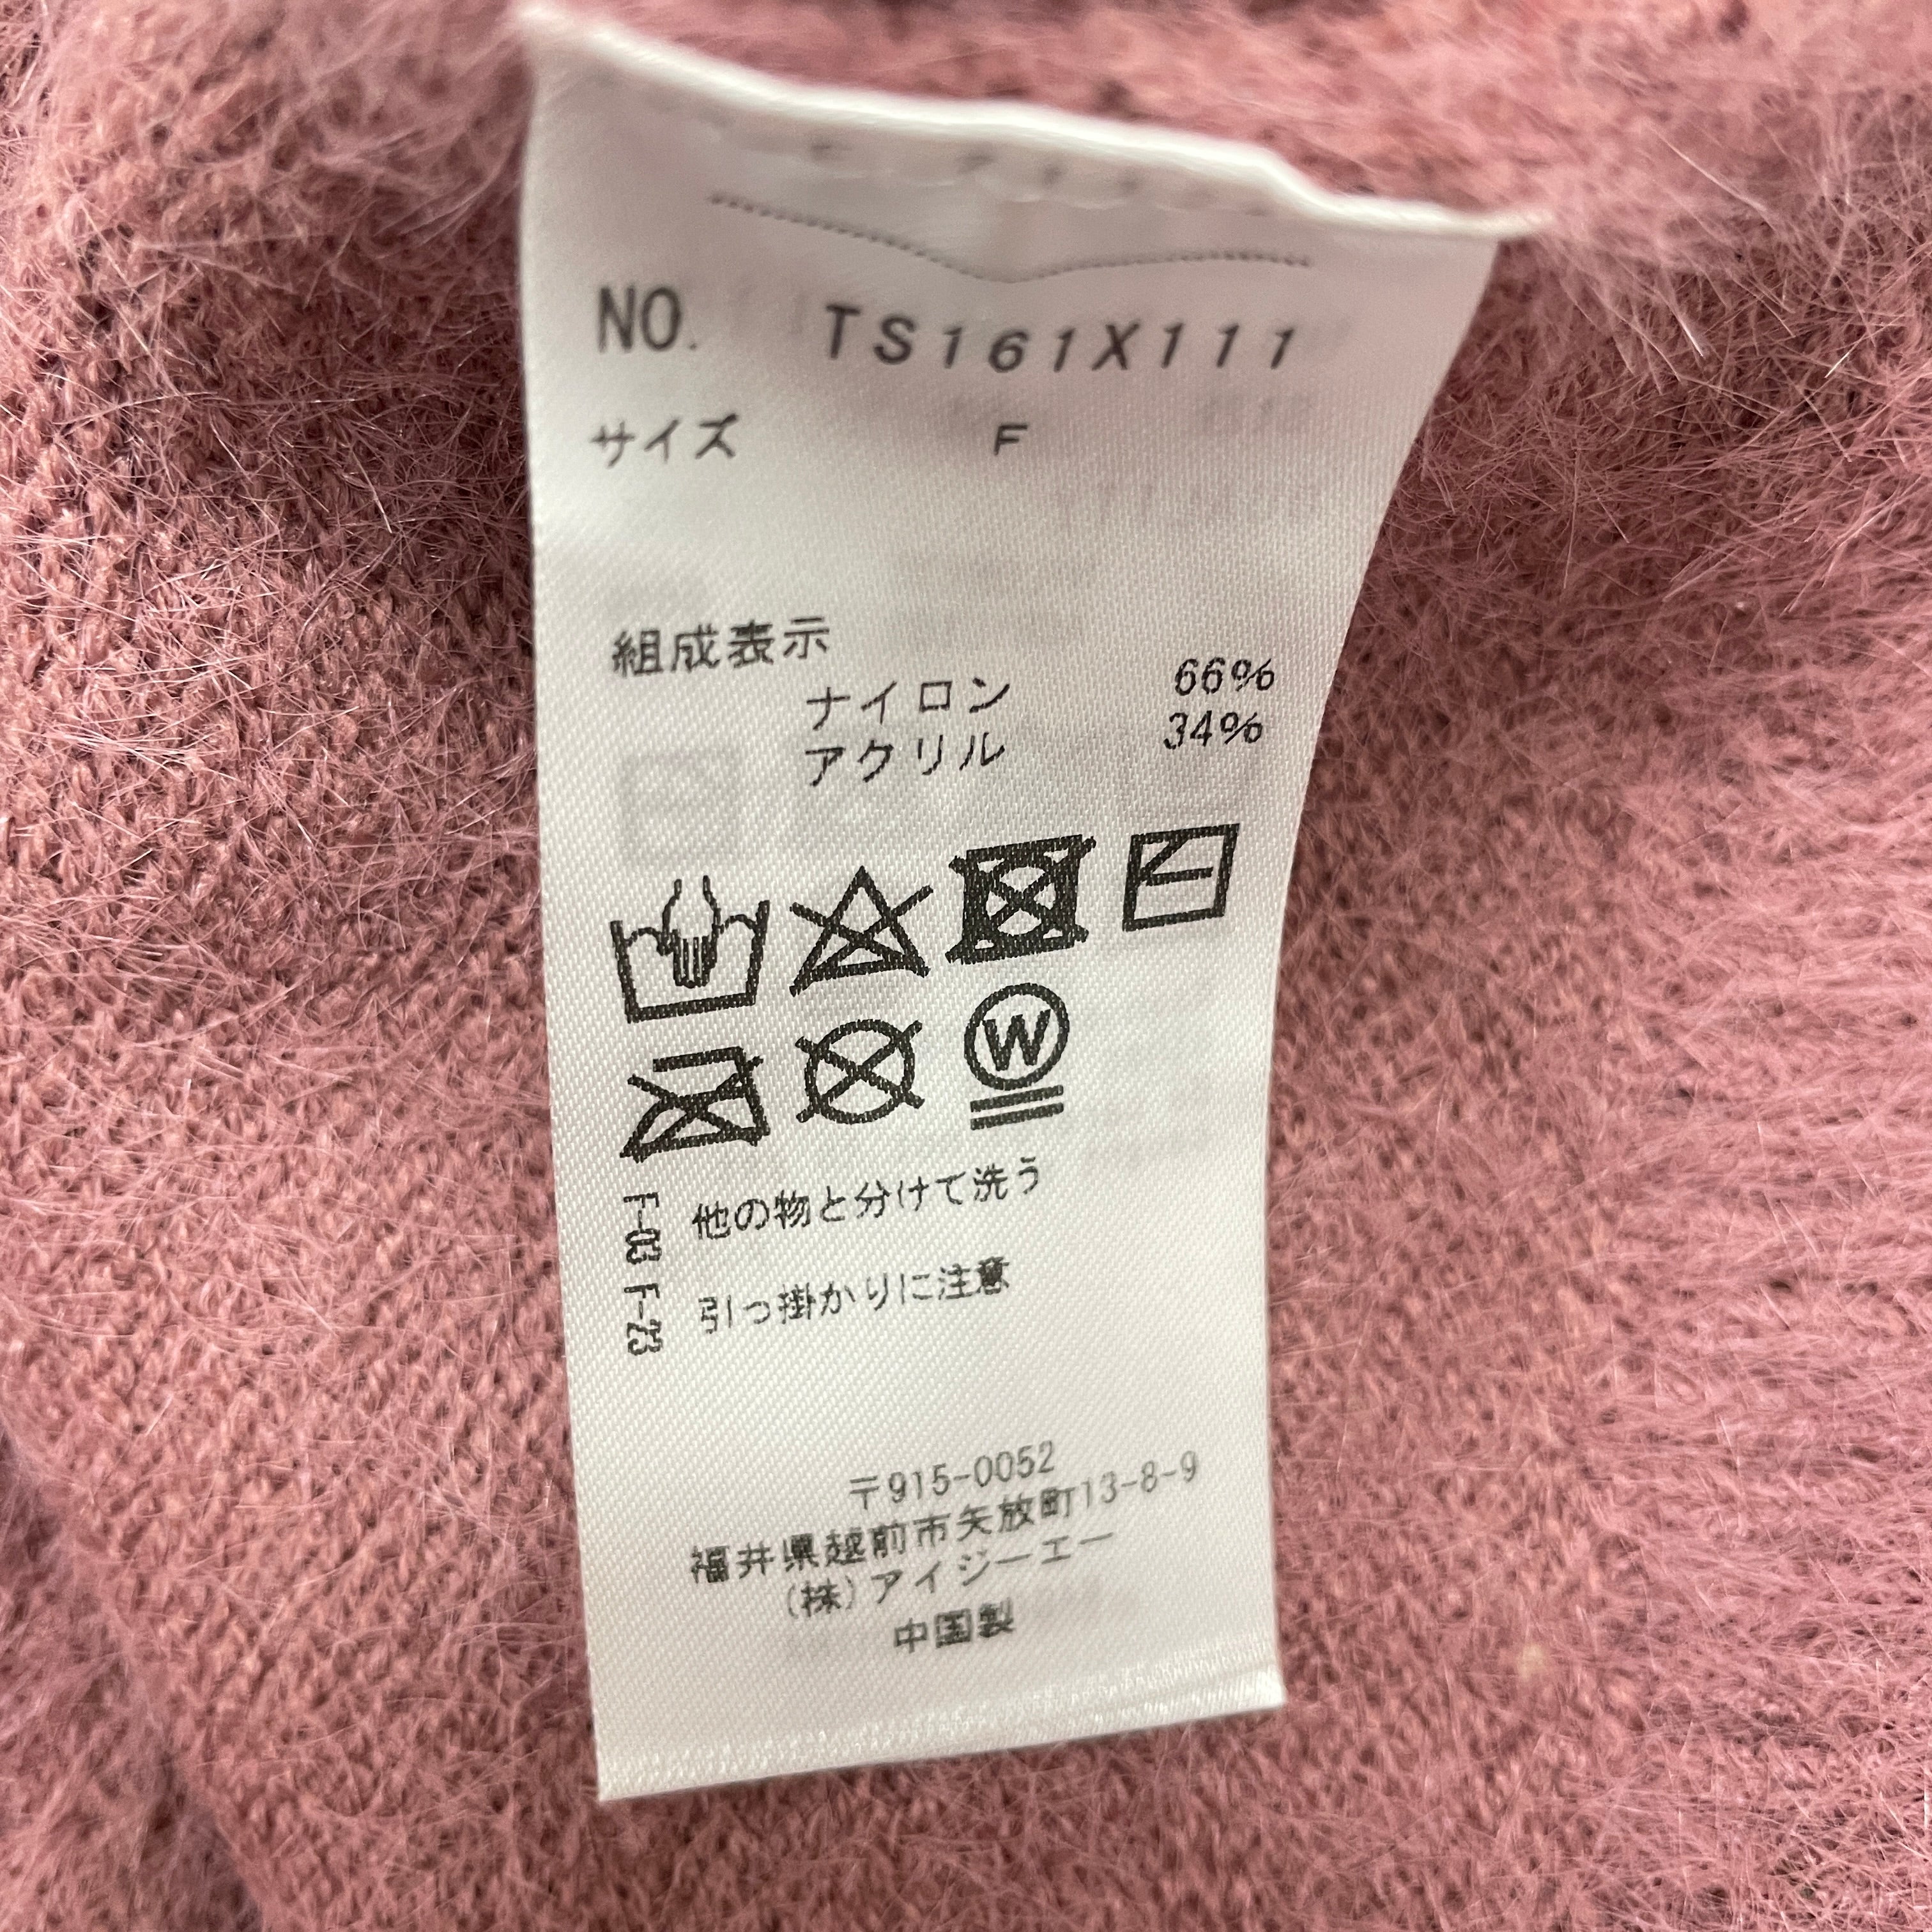 NO. TS161X111
サイズ F
組成表示
ナイロン 66%
アクリル 34%
W
F-03 他の物と分けて洗う
F-23 引っ掛かりに注意
〒915-0052
福井県越前市矢放町13-8-9
(株)アイジーエー
中国製